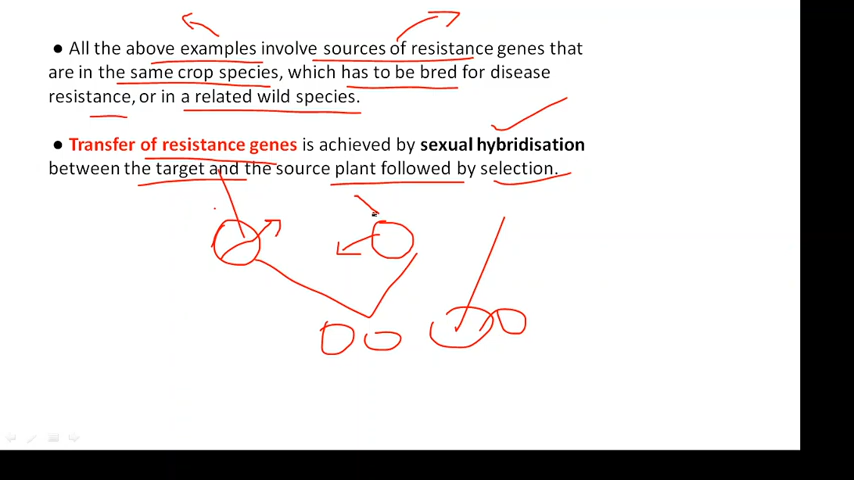 ● All the above examples involve sources of resistance genes that
are in the same crop species, which has to be bred for disease
resistance, or in a related wild species.
● Transfer of resistance genes is achieved by sexual hybridisation
between the target and the source plant followed by selection.